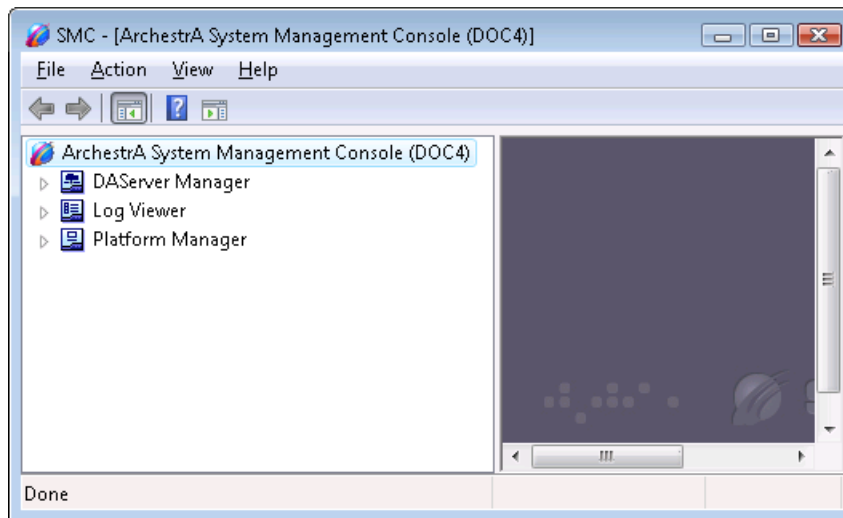 SMC - [ArchestrA System Management Console (DOC4)]
File Action View Help
ArchestrA System Management Console (DOC4)
DAServer Manager
Log Viewer
Platform Manager
Done